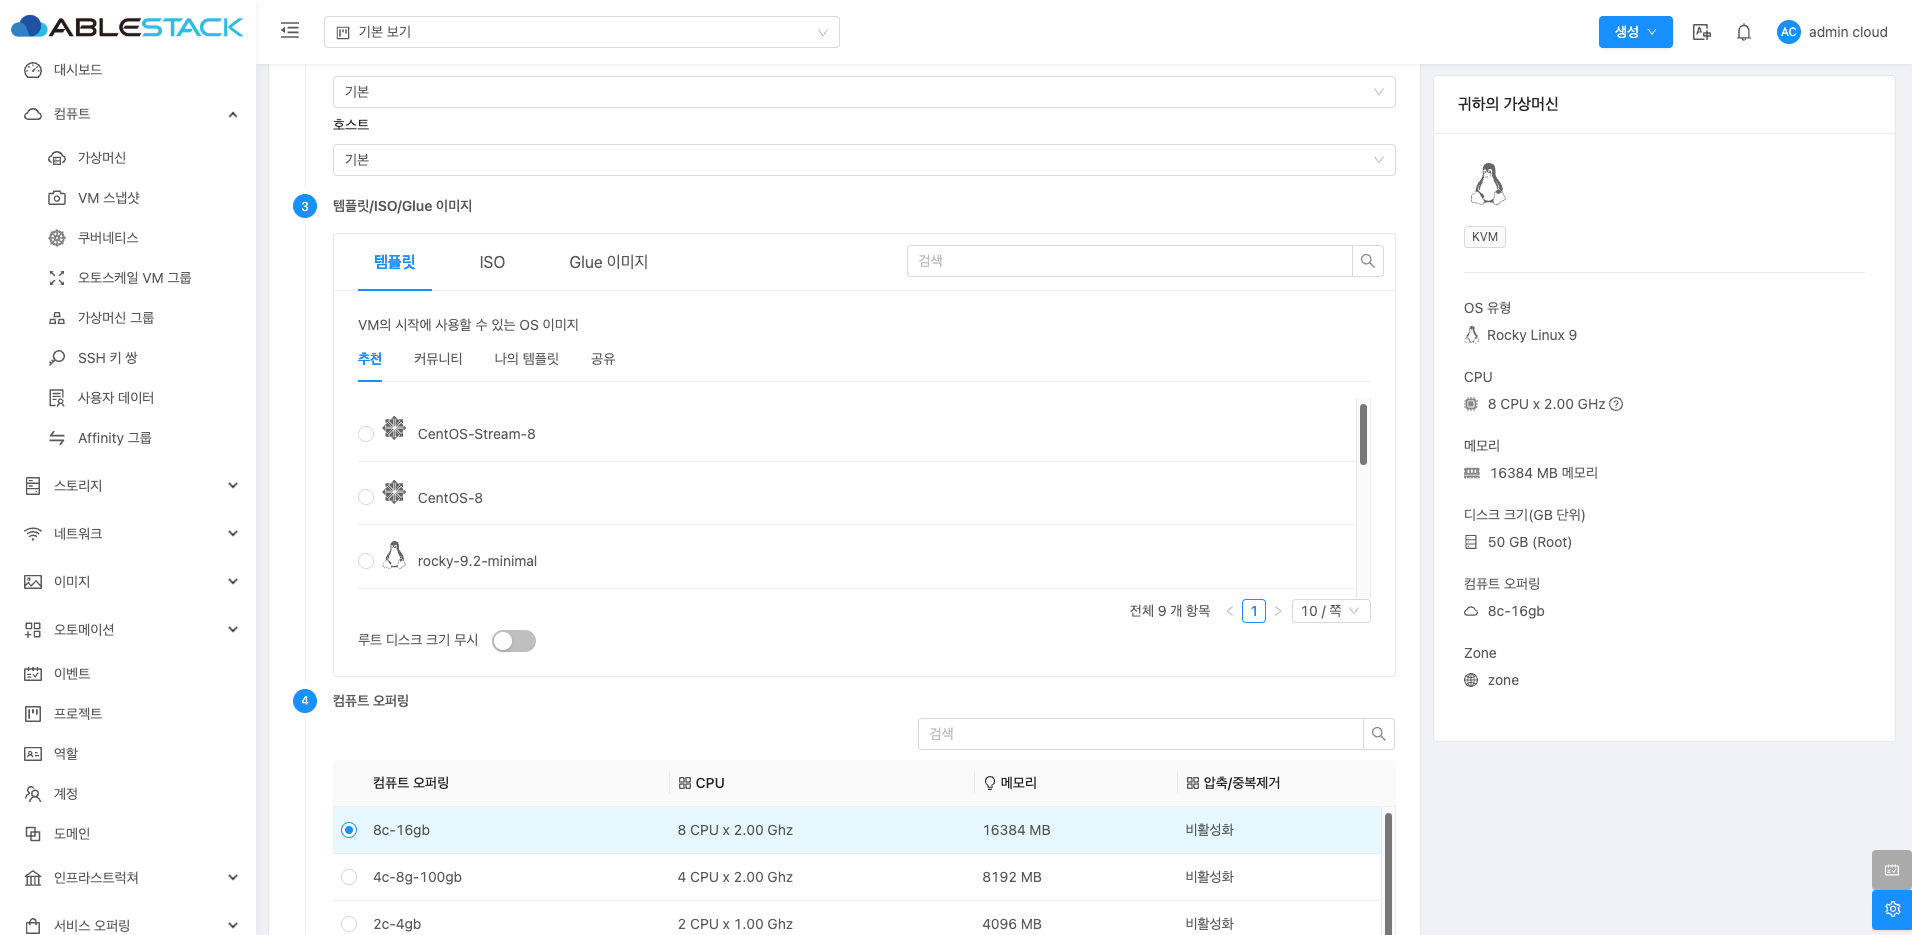 ABLESTACK
기본 보기
생성
AC
admin cloud
대시보드
컴퓨트
가상머신
VM 스냅샷
쿠버네티스
오토스케일 VM 그룹
가상머신 그룹
SSH 키 쌍
사용자 데이터
Affinity 그룹
스토리지
네트워크
이미지
오토메이션
이벤트
프로젝트
역할
계정
도메인
인프라스트럭쳐
서비스 오퍼링
기본
호스트
기본
3
템플릿/ISO/Glue 이미지
템플릿
ISO
Glue 이미지
검색
VM의 시작에 사용할 수 있는 OS 이미지
추천
커뮤니티
나의 템플릿
공유
CentOS-Stream-8
CentOS-8
rocky-9.2-minimal
전체 9 개 항목
1
10 / 쪽
루트 디스크 크기 무시
4
컴퓨트 오퍼링
검색
컴퓨트 오퍼링
CPU
메모리
압축/중복제거
8c-16gb
8 CPU x 2.00 Ghz
16384 MB
비활성화
4c-8g-100gb
4 CPU x 2.00 Ghz
8192 MB
비활성화
2c-4gb
2 CPU x 1.00 Ghz
4096 MB
비활성화
귀하의 가상머신
KVM
OS 유형
Rocky Linux 9
CPU
8 CPU x 2.00 GHz
메모리
16384 MB 메모리
디스크 크기(GB 단위)
50 GB (Root)
컴퓨트 오퍼링
8c-16gb
Zone
zone